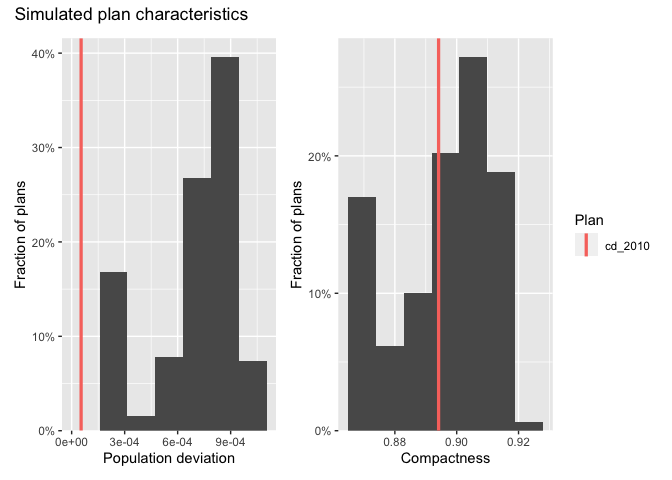 Simulated plan characteristics
Fraction of plans
40%
30%
20%
10%
0%
0e+00 3e-04 6e-04 9e-04
Population deviation
Fraction of plans
20%
10%
0%
0.88 0.90 0.92
Compactness
Plan
cd_2010